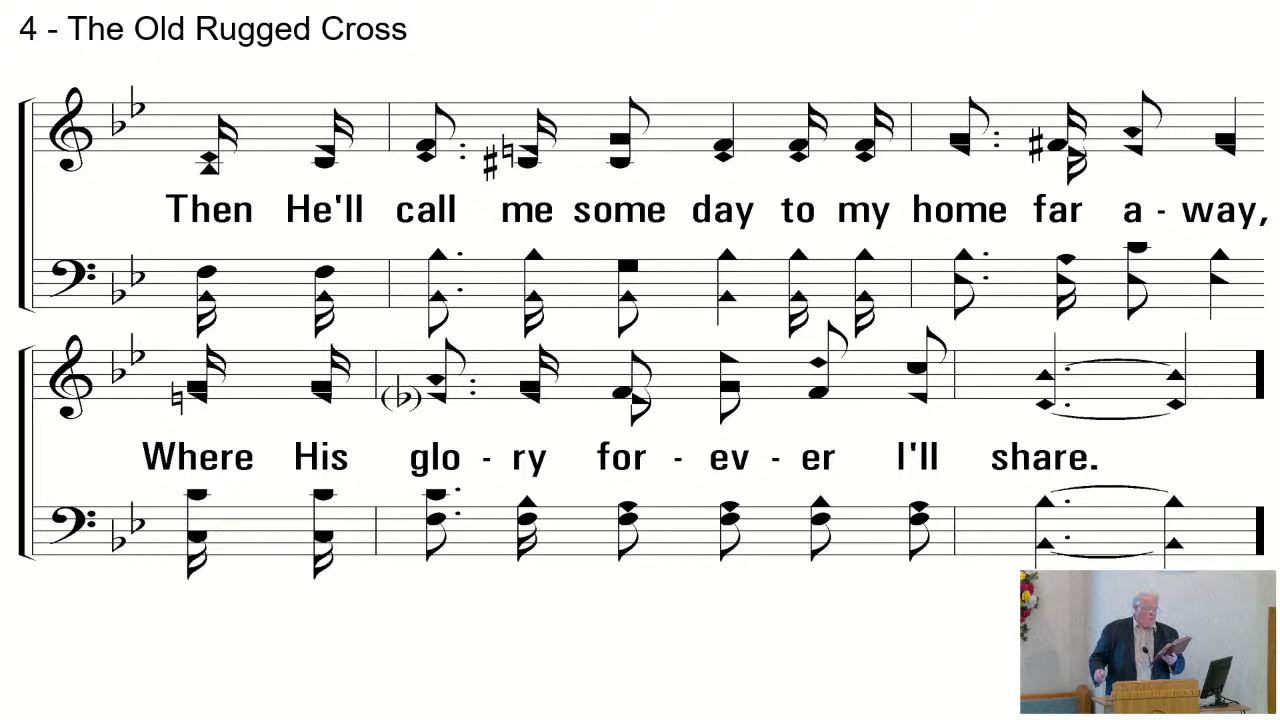 4 - The Old Rugged Cross
Then He'll call me some day to my home far a - way,
Where His glo - ry for - ev - er I'll share.